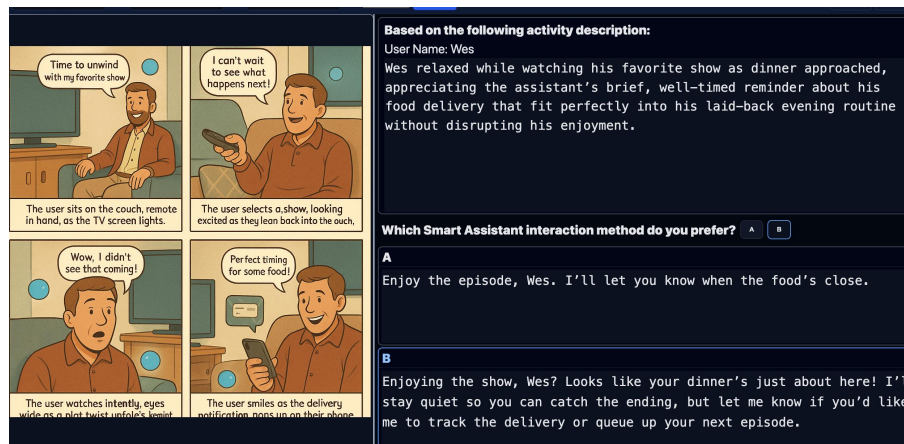 Time to unwind
with my favorite show
I can't wait
to see what
happens next!
The user sits on the couch, remote
in hand, as the TV screen lights.
The user selects a,show, looking
excited as they lean back into the ouch,
Wow, I didn't
see that coming!
Perfect timing
for some food!
The user watches intently, eyes
wide as a plot twist
The user smiles as the delivery
notification pops up on their phone
Based on the following activity description:
User Name: Wes
Wes relaxed while watching his favorite show as dinner approached,
appreciating the assistant's brief, well-timed reminder about his
food delivery that fit perfectly into his laid-back evening routine
without disrupting his enjoyment.
Which Smart Assistant interaction method do you prefer? A B
A
Enjoy the episode, Wes. I'll let you know when the food's close.
B
Enjoying the show, Wes? Looks like your dinner's just about here! I'l
stay quiet so you can catch the ending, but let me know if you'd like
me to track the delivery or queue up your next episode.